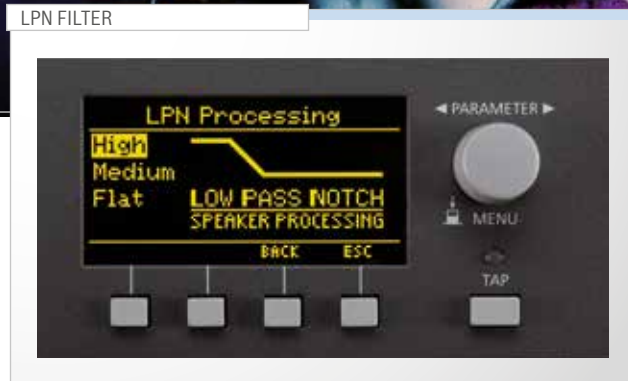 LPN FILTER
LPN Processing
High
Medium
Flat
LOW PASS NOTCH
SPEAKER PROCESSING
BACK ESC
◄ PARAMETER ►
MENU
TAP